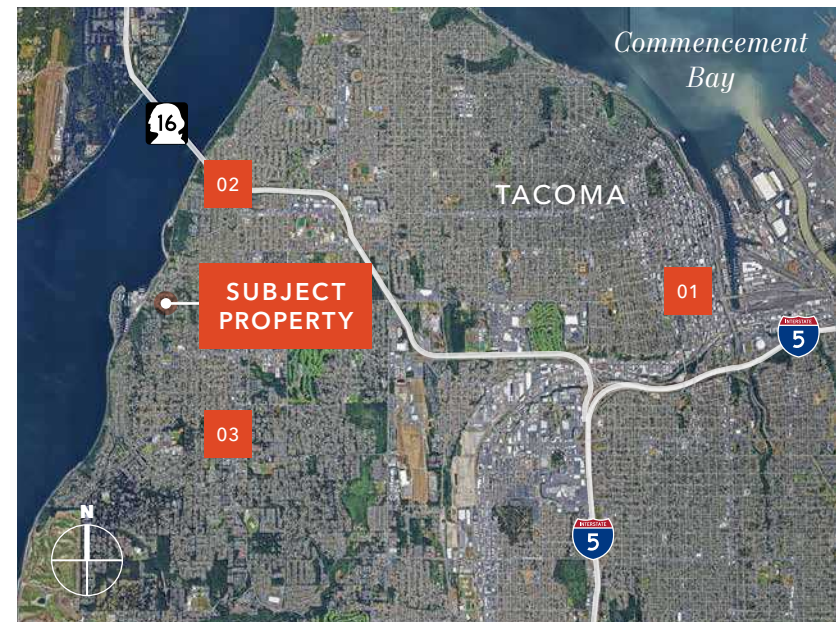 Commencement
Bay
16
02
TACOMA
SUBJECT
PROPERTY
01
INTERSTATE
5
03
N
INTERSTATE
5